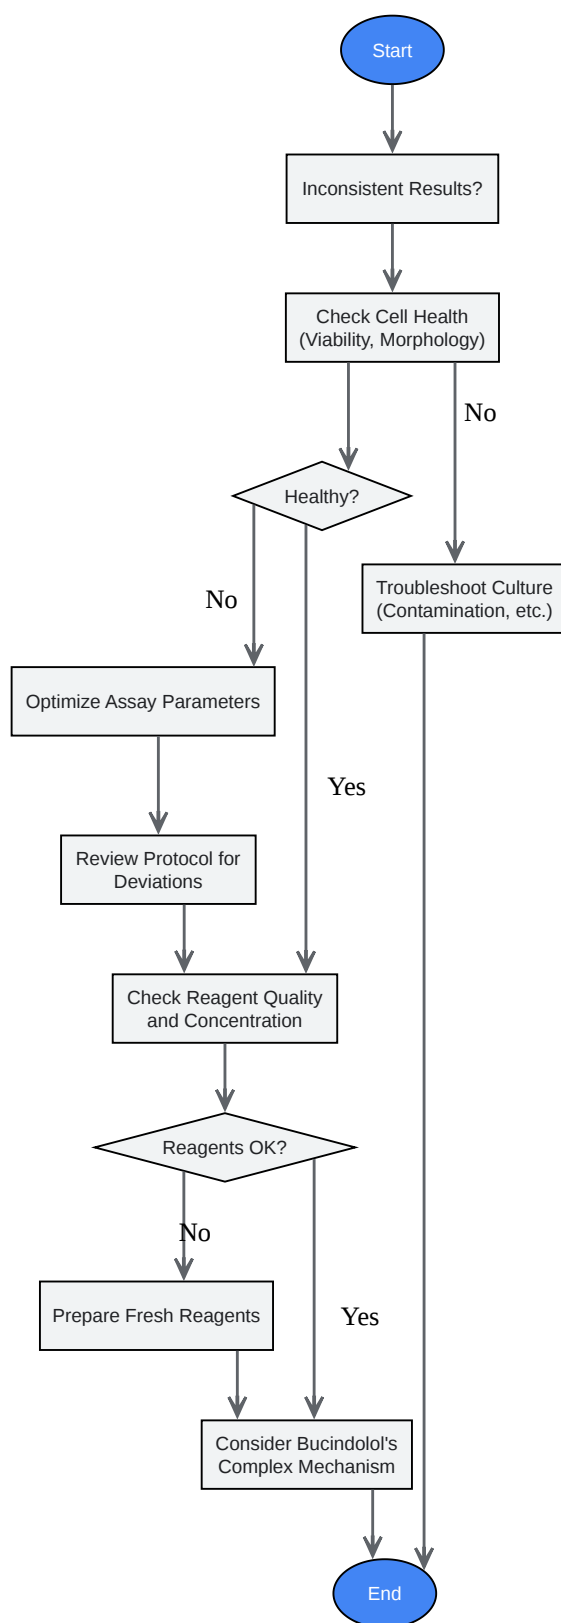 Start
Inconsistent Results?
Check Cell Health
(Viability, Morphology)
No
Healthy?
Troubleshoot Culture
(Contamination, etc.)
No
Optimize Assay Parameters
Yes
Review Protocol for
Deviations
Check Reagent Quality
and Concentration
Reagents OK?
No
Prepare Fresh Reagents
Yes
Consider Bucindolol's
Complex Mechanism
End